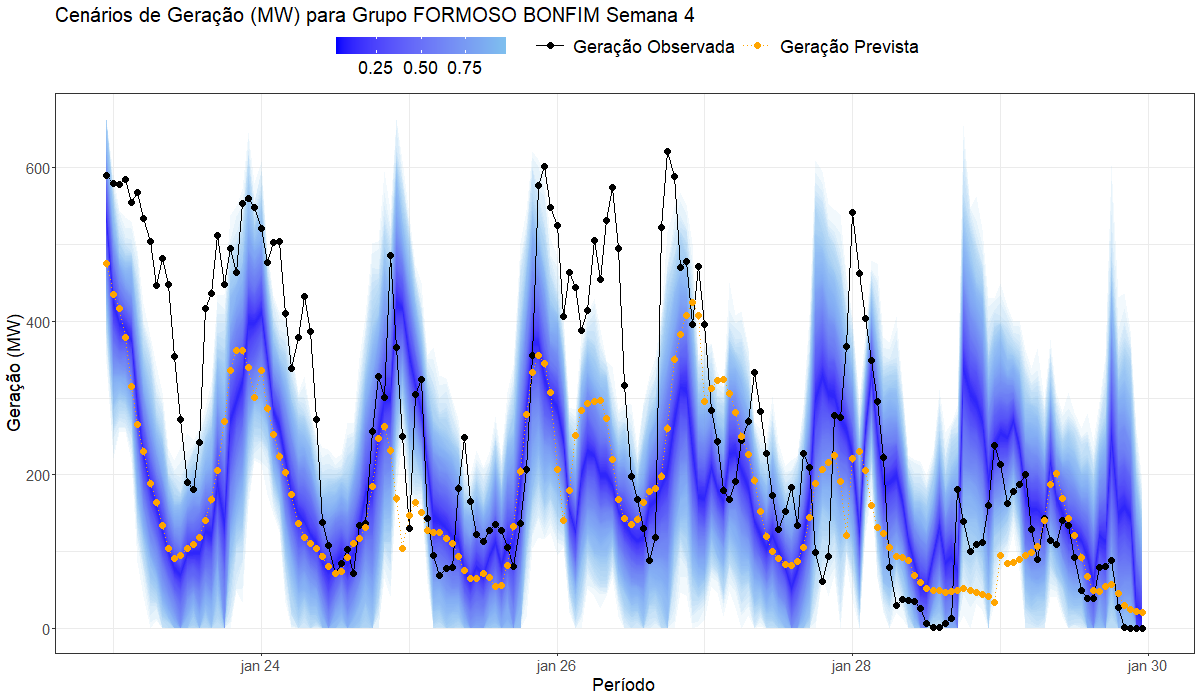 Cenários de Geração (MW) para Grupo FORMOSO BONFIM Semana 4
0.25 0.50 0.75 Geração Observada Geração Prevista
Geração (MW)
600
400
200
0
jan 24 jan 26 jan 28 jan 30
Período